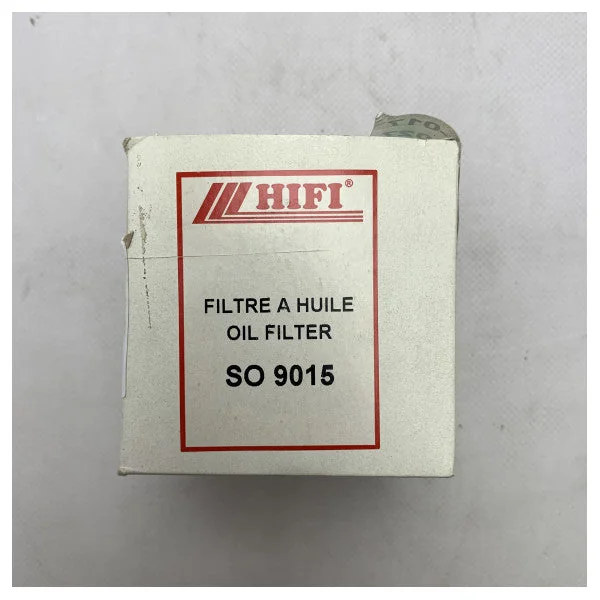 HIFI®
FILTRE A HUILE
OIL FILTER
SO 9015